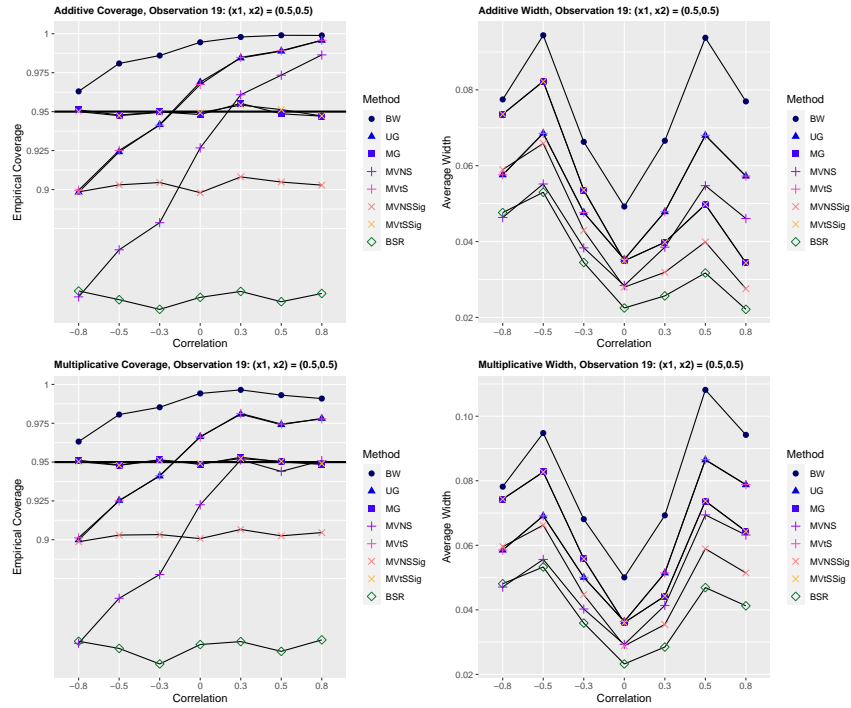 Additive Coverage, Observation 19: (x1, x2) = (0.5,0.5)
1
0.975
0.95
0.925
0.9
Empirical Coverage
−0.8
−0.5
−0.3
0
0.3
0.5
0.8
Correlation
Method
BW
UG
MG
MVNS
MVtS
MVNSSig
MVtSSig
BSR
Additive Width, Observation 19: (x1, x2) = (0.5,0.5)
0.08
0.06
0.04
0.02
Average Width
−0.8
−0.5
−0.3
0
0.3
0.5
0.8
Correlation
Method
BW
UG
MG
MVNS
MVtS
MVNSSig
MVtSSig
BSR
Multiplicative Coverage, Observation 19: (x1, x2) = (0.5,0.5)
1
0.975
0.95
0.925
0.9
Empirical Coverage
−0.8
−0.5
−0.3
0
0.3
0.5
0.8
Correlation
Method
BW
UG
MG
MVNS
MVtS
MVNSSig
MVtSSig
BSR
Multiplicative Width, Observation 19: (x1, x2) = (0.5,0.5)
0.10
0.08
0.06
0.04
0.02
Average Width
−0.8
−0.5
−0.3
0
0.3
0.5
0.8
Correlation
Method
BW
UG
MG
MVNS
MVtS
MVNSSig
MVtSSig
BSR